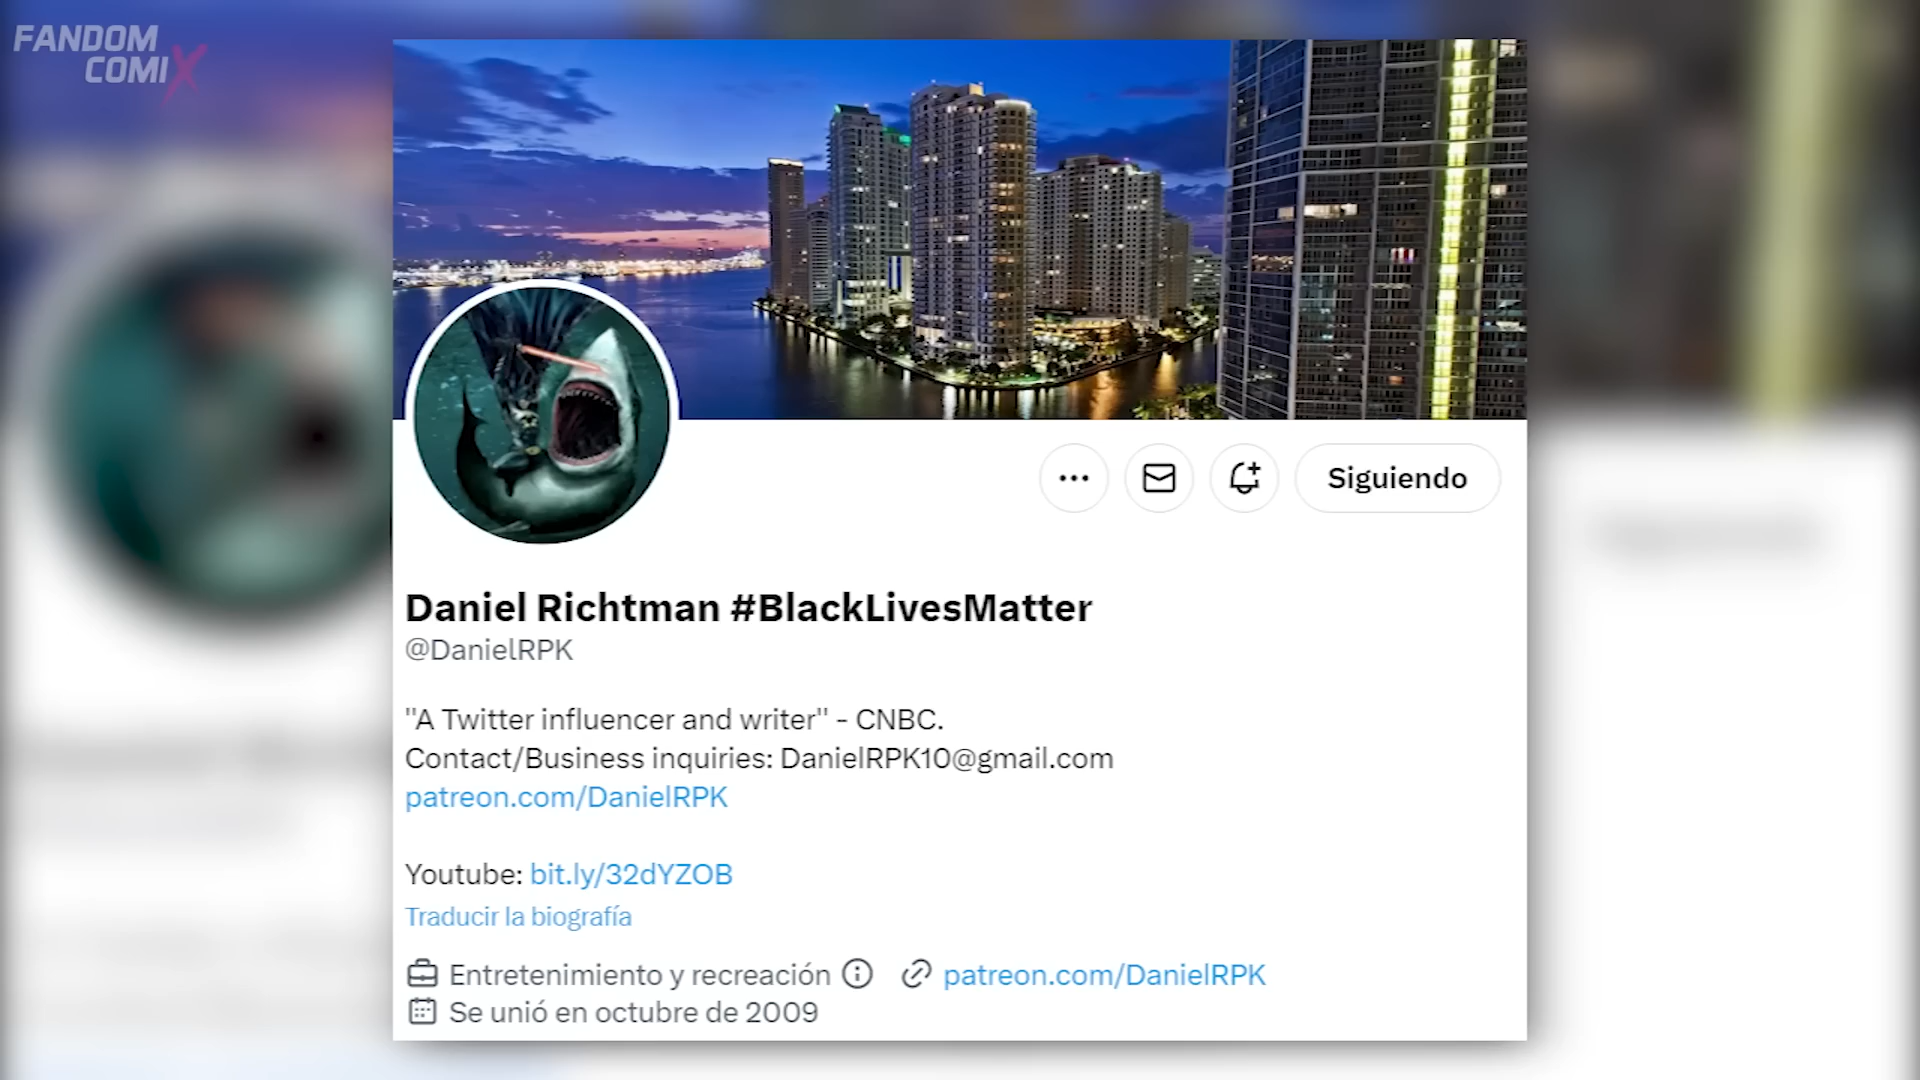 FANDOM
COMIX
Siguiendo
Daniel Richtman #BlackLivesMatter
@DanielRPK
"A Twitter influencer and writer" - CNBC.
Contact/Business inquiries: DanielRPK10@gmail.com
patreon.com/DanielRPK
Youtube: bit.ly/32dYZOB
Traducir la biografía
Entretenimiento y recreación patreon.com/DanielRPK
Se unió en octubre de 2009